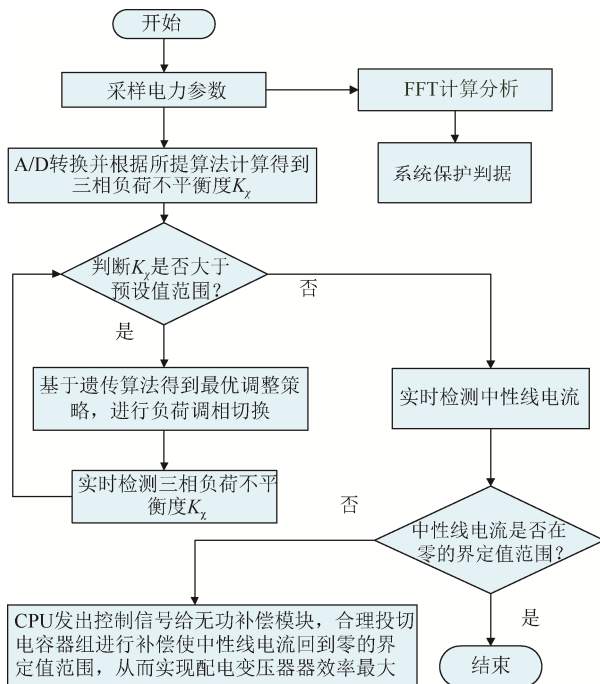 开始
采样电力参数
FFT计算分析
A/D转换并根据所提算法计算得到
三相负荷不平衡度Kχ
系统保护判据
判断Kχ是否大于
预设值范围？
否
是
基于遗传算法得到最优调整策
略，进行负荷调相切换
实时检测中性线电流
实时检测三相负荷不平
衡度Kχ
否
中性线电流是否在
零的界定值范围？
CPU发出控制信号给无功补偿模块，合理投切
电容器组进行补偿使中性线电流回到零的界
定值范围，从而实现配电变压器器效率最大
是
结束